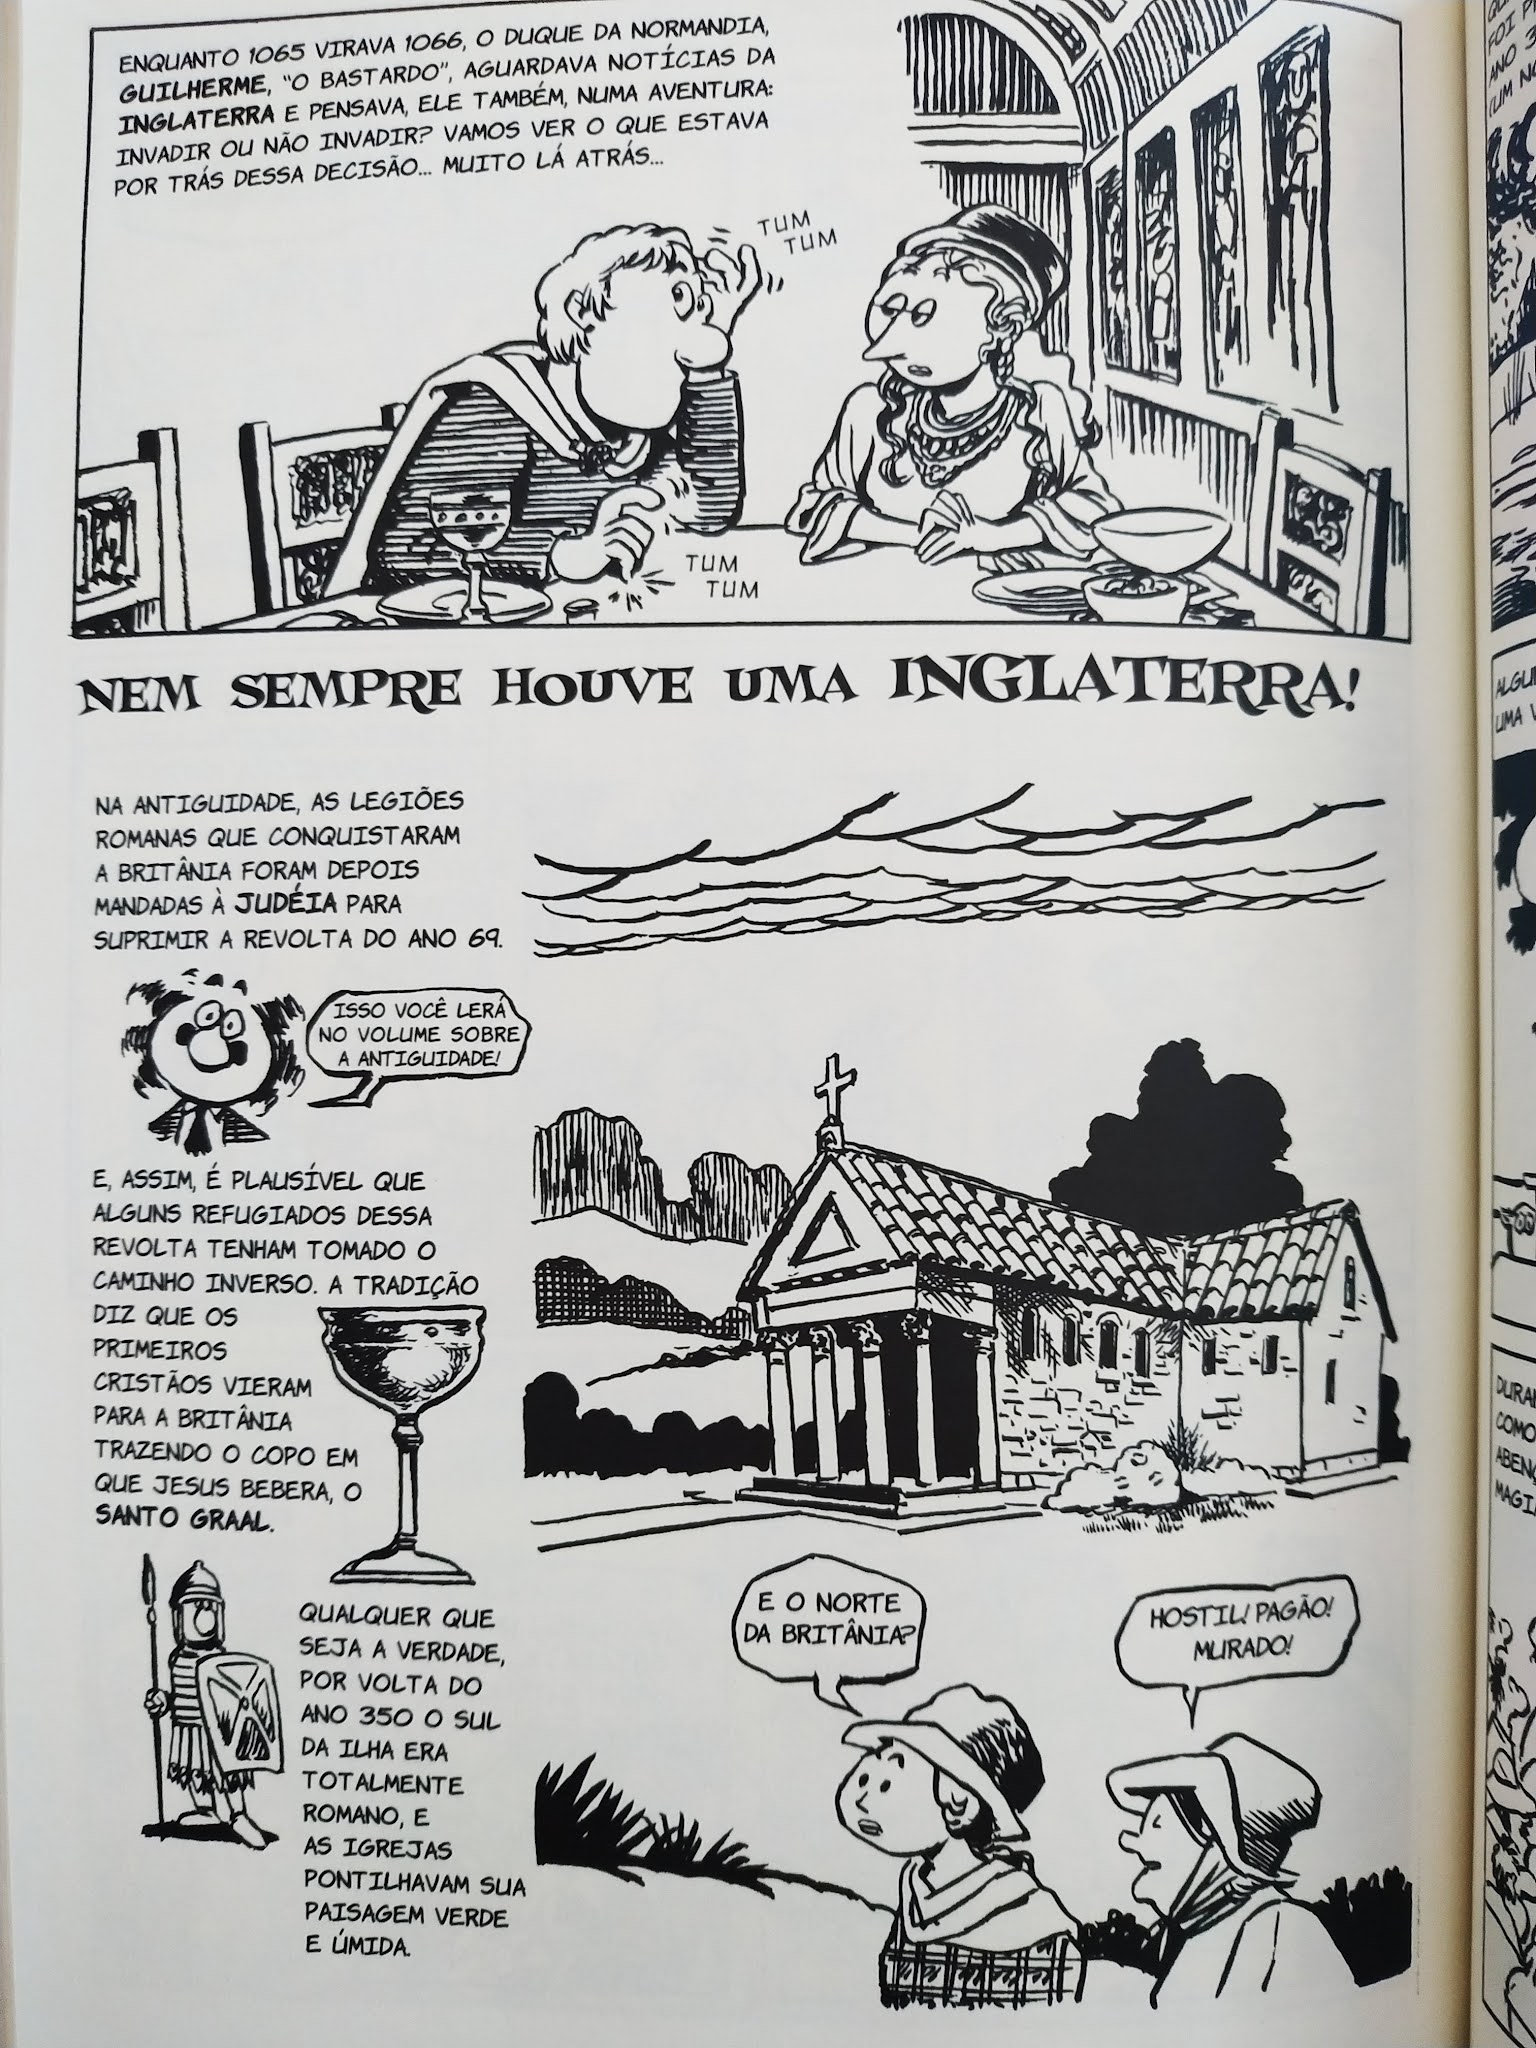 ENQUANTO 1065 VIRAVA 1066, O DUQUE DA NORMANDIA,
GUILHERME, "O BASTARDO", AGUARDAVA NOTÍCIAS DA
INGLATERRA E PENSAVA, ELE TAMBÉM, NUMA AVENTURA:
INVADIR OU NÃO INVADIR? VAMOS VER O QUE ESTAVA
POR TRÁS DESSA DECISÃO... MUITO LÁ ATRÁS...
TUM
TUM
TUM
TUM
NEM SEMPRE HOUVE UMA INGLATERRA!
NA ANTIGUIDADE, AS LEGIÕES
ROMANAS QUE CONQUISTARAM
A BRITÂNIA FORAM DEPOIS
MANDADAS À JUDÉIA PARA
SUPRIMIR A REVOLTA DO ANO 69.
ISSO VOCÊ LERÁ
NO VOLUME SOBRE
A ANTIGUIDADE!
E, ASSIM, É PLAUSÍVEL QUE
ALGUNS REFUGIADOS DESSA
REVOLTA TENHAM TOMADO O
CAMINHO INVERSO. A TRADIÇÃO
DIZ QUE OS
PRIMEIROS
CRISTÃOS VIERAM
PARA A BRITÂNIA
TRAZENDO O COPO EM
QUE JESUS BEBERA, O
SANTO GRAAL.
QUALQUER QUE
SEJA A VERDADE,
POR VOLTA DO
ANO 350 O SUL
DA ILHA ERA
TOTALMENTE
ROMANO, E
AS IGREJAS
PONTILHAVAM SUA
PAISAGEM VERDE
E ÚMIDA.
E O NORTE
DA BRITÂNIA?
HOSTIL! PAGÃO!
MURADO!
FOI
ANO 3
UMA
COMO